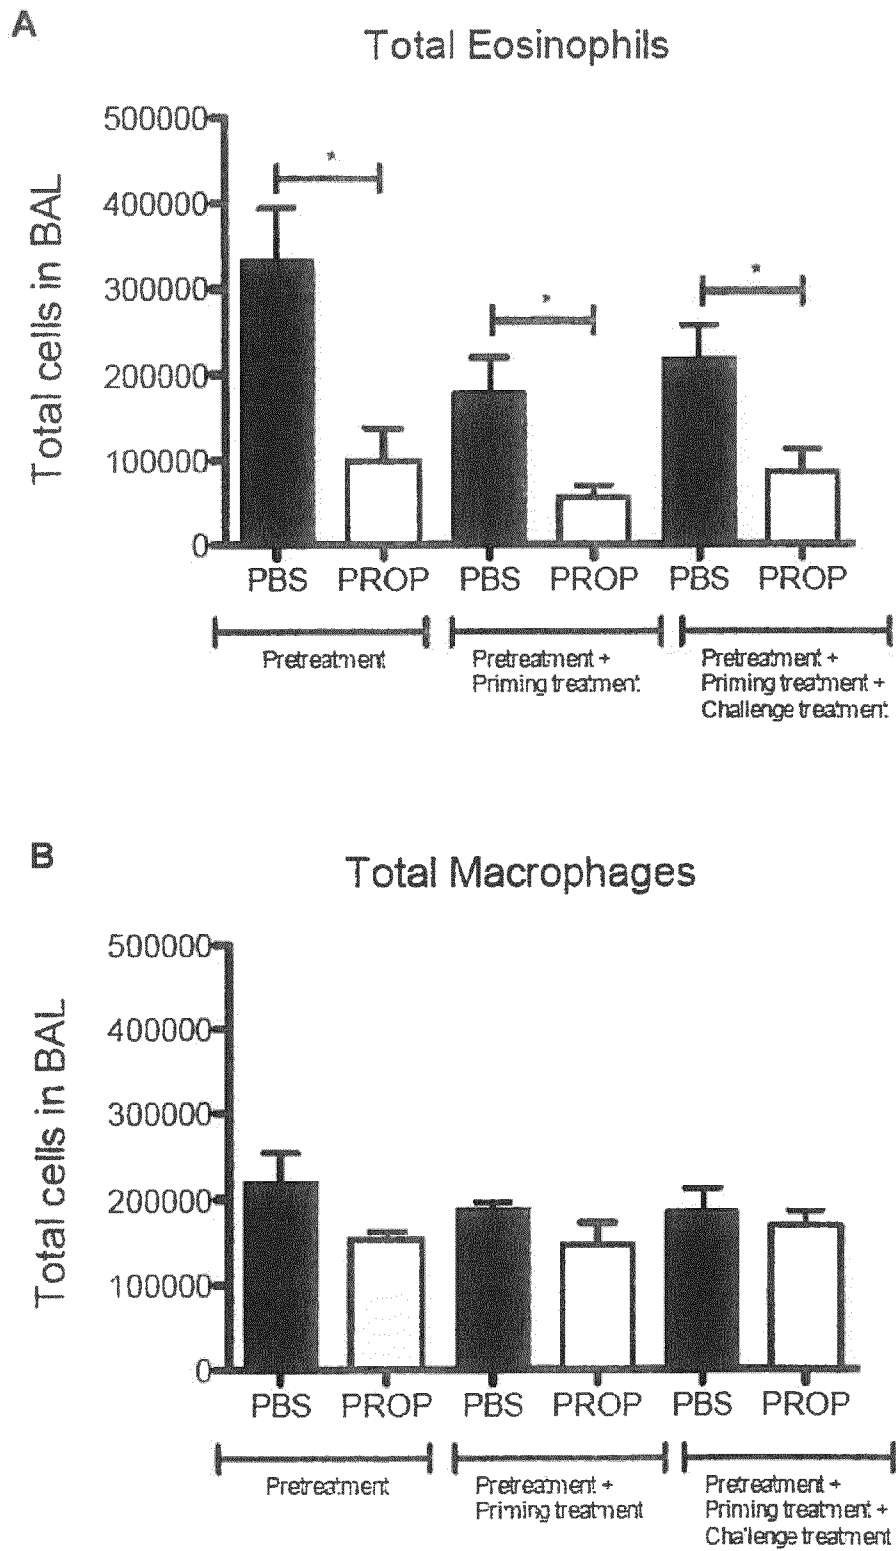 A
Total Eosinophils
Total cells in BAL
500000
400000
300000
200000
100000
0
*
*
*
PBS PROP PBS PROP PBS PROP
Pretreatment
Pretreatment +
Priming treatment
Pretreatment +
Priming treatment +
Challenge treatment
B
Total Macrophages
Total cells in BAL
500000
400000
300000
200000
100000
0
PBS PROP PBS PROP PBS PROP
Pretreatment
Pretreatment +
Priming treatment
Pretreatment +
Priming treatment +
Challenge treatment